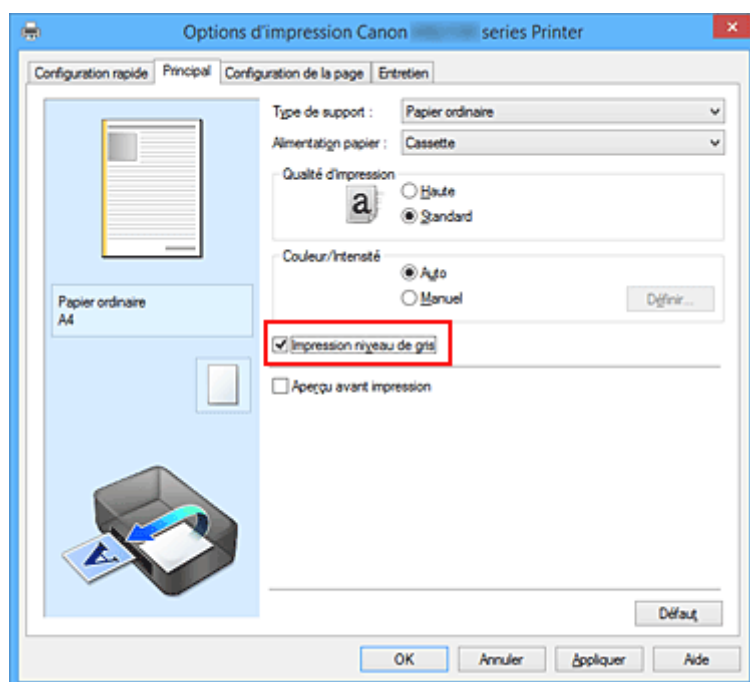 Options d'impression Canon series Printer
Configuration rapide Principal Configuration de la page Entretien
Type de support : Papier ordinaire
Alimentation papier : Cassette
Qualité d'impression
a
Haute
Standard
Couleur/Intensité
Auto
Manuel Définir...
Papier ordinaire
A4
Impression niveau de gris
Aperçu avant impression
A
Défaut
OK Annuler Appliquer Aide